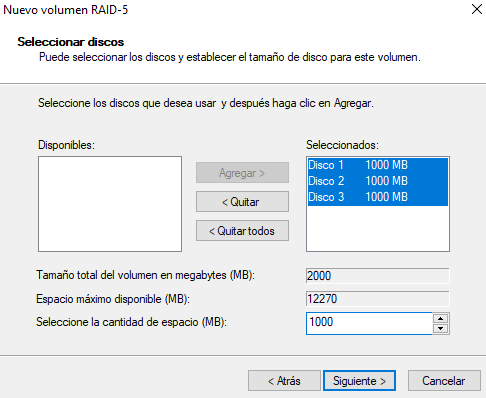 Nuevo volumen RAID-5
Seleccionar discos
Puede seleccionar los discos y establecer el tamaño de disco para este volumen.
Seleccione los discos que desea usar y después haga clic en Agregar.
Disponibles:
Seleccionados:
Agregar >
< Quitar
< Quitar todos
Disco 1 1000 MB
Disco 2 1000 MB
Disco 3 1000 MB
Tamaño total del volumen en megabytes (MB): 2000
Espacio máximo disponible (MB): 12270
Seleccione la cantidad de espacio (MB): 1000
< Atrás Siguiente > Cancelar